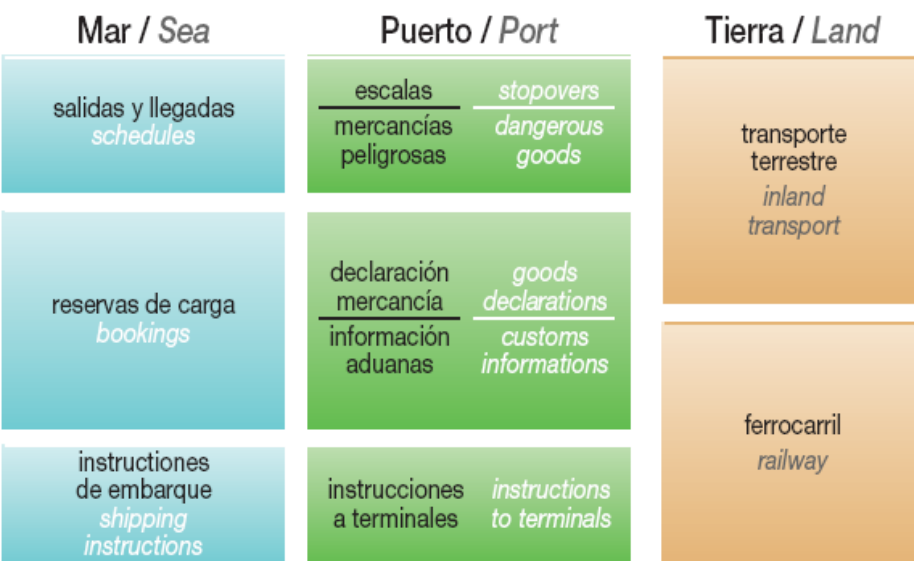 Mar / Sea
salidas y llegadas
schedules
reservas de carga
bookings
instructiones
de embarque
shipping
instructions
Puerto / Port
escalas
mercancías
peligrosas
stopovers
dangerous
goods
declaración
mercancía
información
aduanas
goods
declarations
customs
informations
instrucciones
a terminales
instructions
to terminals
Tierra / Land
transporte
terrestre
inland
transport
ferrocarril
railway